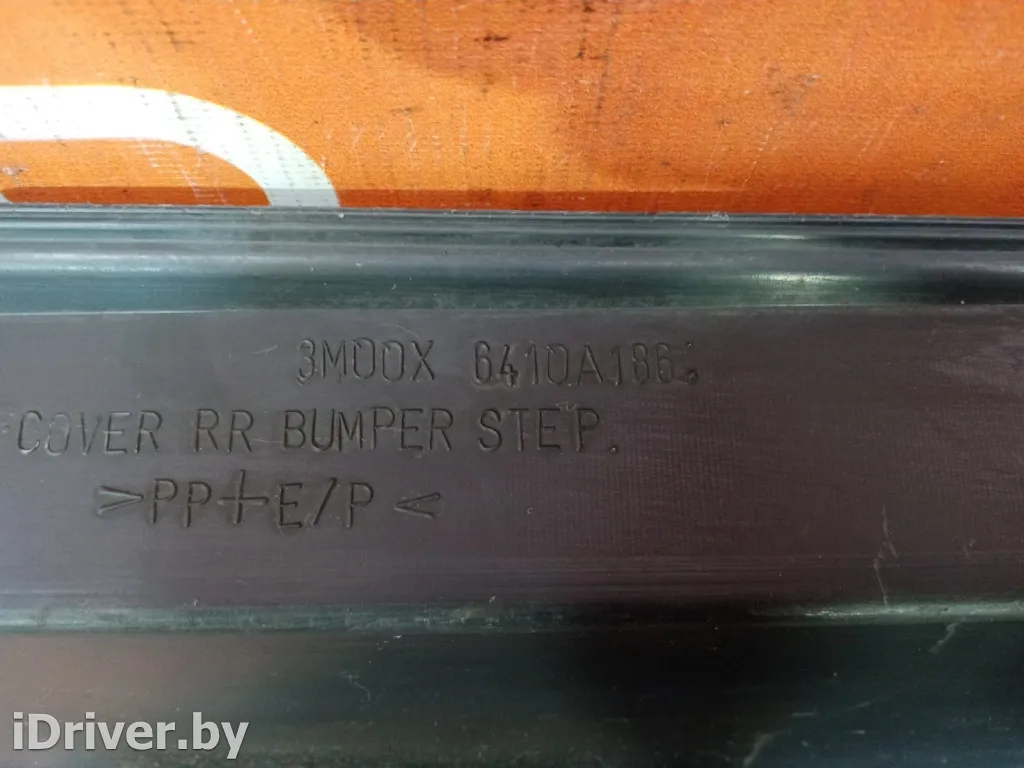 3M00X 6410A186
COVER RR BUMPER STEP.
>PP+E/P<
iDriver.by